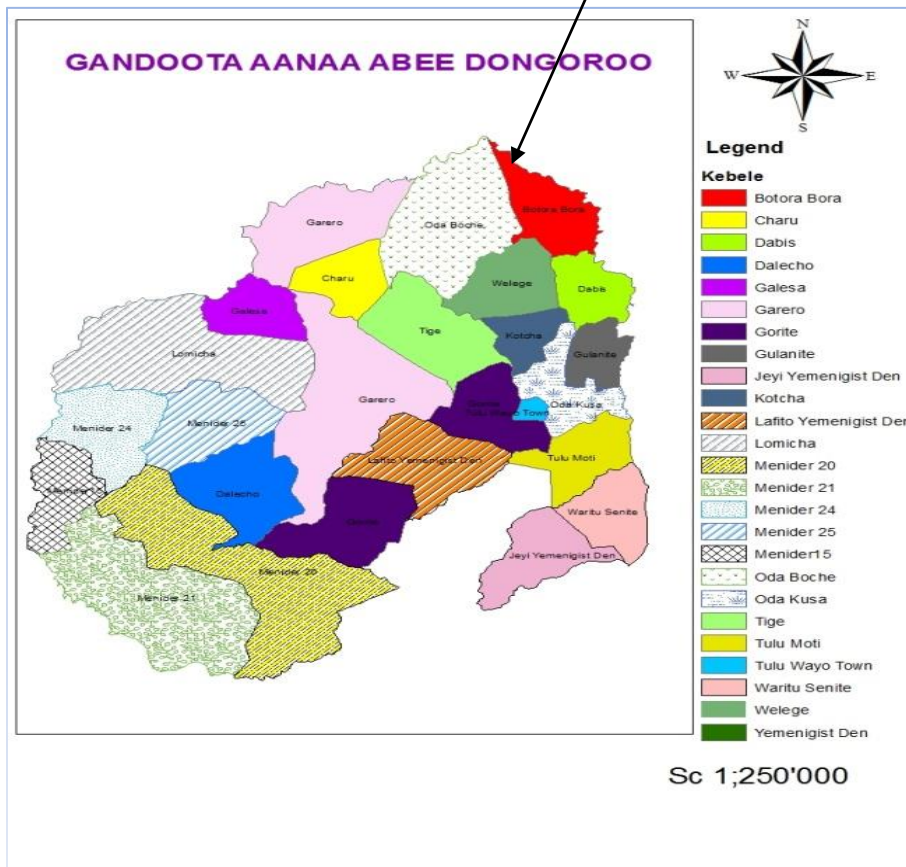 GANDOOTA AANAA ABEE DONGOROO
N
W
E
S
Legend
Kebele
Botora Bora
Charu
Dabis
Dalecho
Galesa
Garero
Gorite
Gulanite
Jeyi Yemenigist Den
Kotcha
Lafito Yemenigist Den
Lomicha
Menider 20
Menider 21
Menider 24
Menider 25
Menider15
Oda Boche
Oda Kusa
Tige
Tulu Moti
Tulu Wayo Town
Waritu Senite
Welege
Yemenigist Den
Sc 1;250'000
Botora Bora
Garero
Oda Boche
Charu
Welege
Dabis
Galesa
Tige
Kotcha
Gulanite
Lomicha
Garero
Gorite
Tulu Wayo Town
Oda Kusa
Menider 24
Menider 25
Tulu Moti
Lafito Yemenigist Den
Dalecho
Waritu Senite
Gorite
Jeyi Yemenigist Den
Menider 20
Menider 21